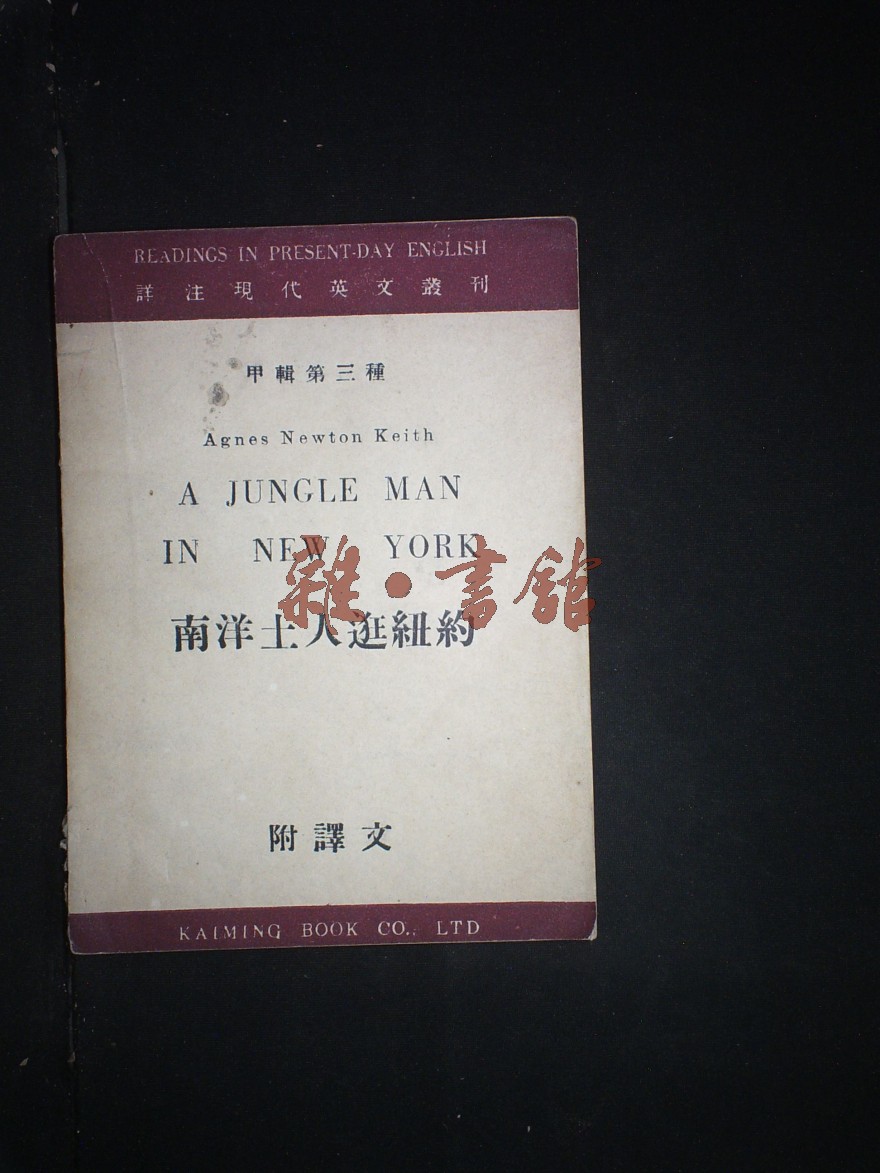 READINGS IN PRESENT-DAY ENGLISH
詳注現代英文叢刊
甲輯第三種
Agnes Newton Keith
A JUNGLE MAN
IN NEW YORK
雜·書館
南洋土人逛紐約
附譯文
KAIMING BOOK CO., LTD